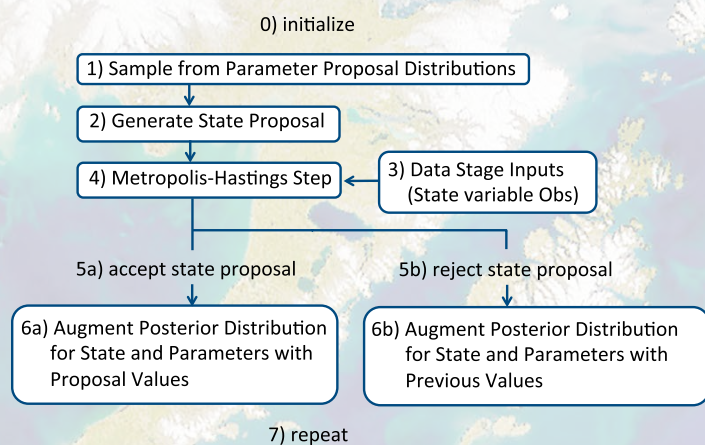 0) initialize
1) Sample from Parameter Proposal Distributions
2) Generate State Proposal
4) Metropolis-Hastings Step
3) Data Stage Inputs
(State variable Obs)
5a) accept state proposal
5b) reject state proposal
6a) Augment Posterior Distribution
for State and Parameters with
Proposal Values
6b) Augment Posterior Distribution
for State and Parameters with
Previous Values
7) repeat